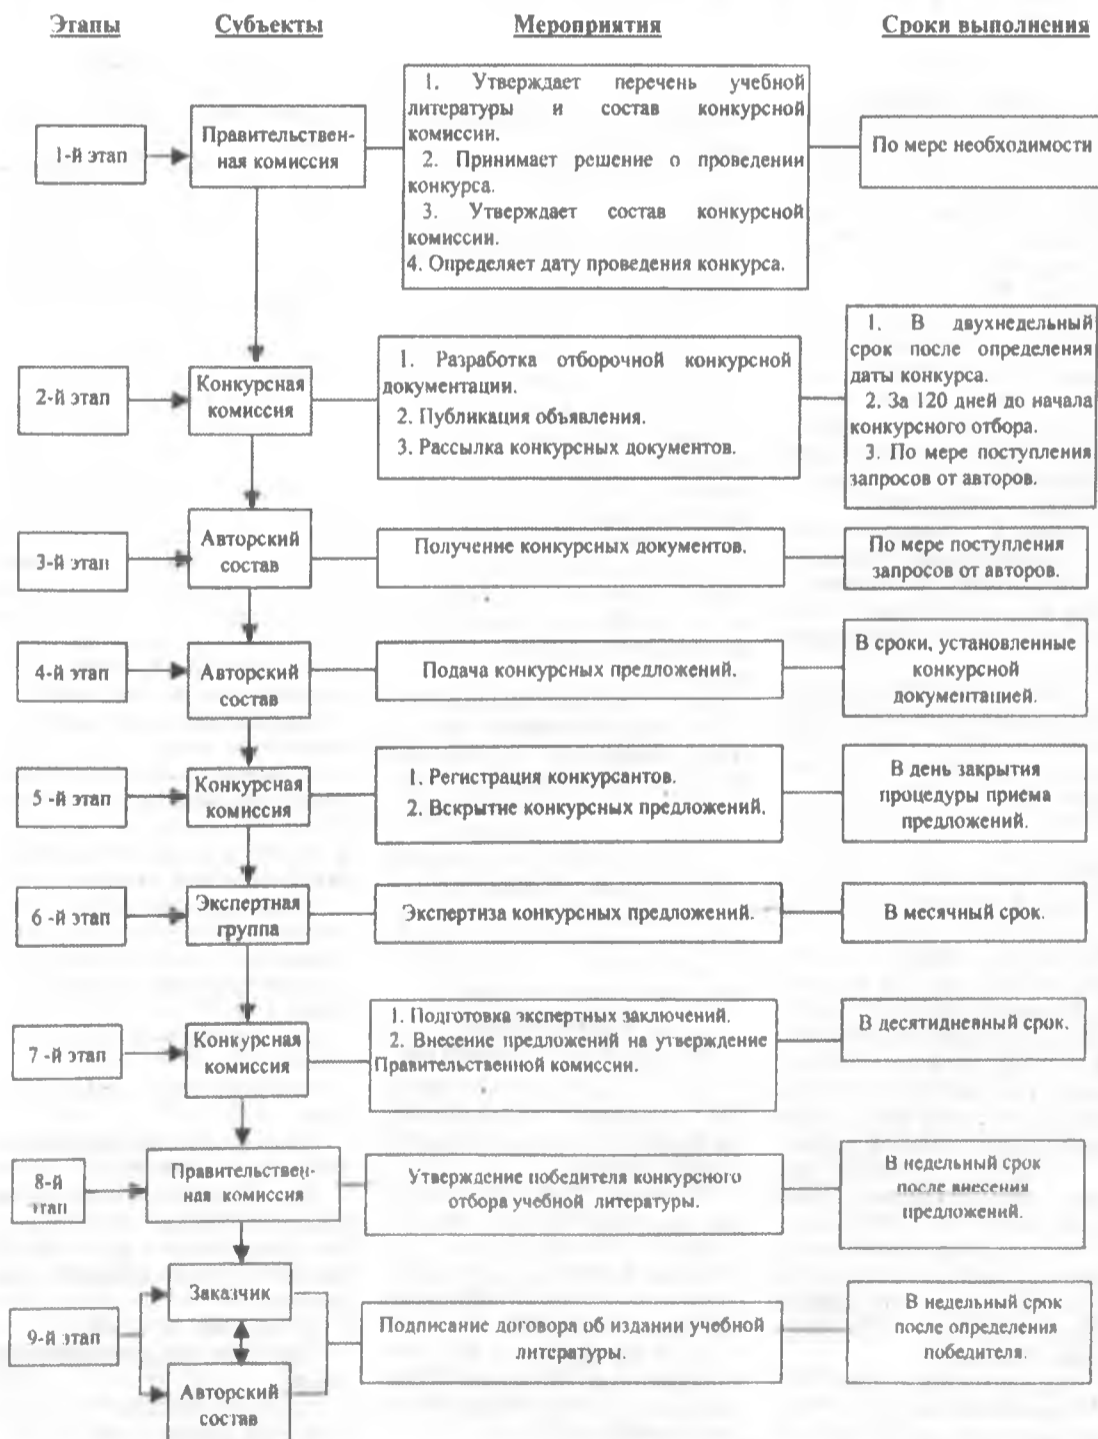 Этапы Субъекты Мероприятия Сроки выполнения
1-й этап
Правительствен-
ная комиссия
1. Утверждает перечень учебной
литературы и состав конкурсной
комиссии.
2. Принимает решение о проведении
конкурса.
3. Утверждает состав конкурсной
комиссии.
4. Определяет дату проведения конкурса.
По мере необходимости
2-й этап
Конкурсная
комиссия
1. Разработка отборочной конкурсной
документации.
2. Публикация объявления.
3. Рассылка конкурсных документов.
1. В двухнедельный
срок после определения
даты конкурса.
2. За 120 дней до начала
конкурсного отбора.
3. По мере поступления
запросов от авторов.
3-й этап
Авторский
состав
Получение конкурсных документов.
По мере поступления
запросов от авторов.
4-й этап
Авторский
состав
Подача конкурсных предложений.
В сроки, установленные
конкурсной
документацией.
5 -й этап
Конкурсная
комиссия
1. Регистрация конкурсантов.
2. Вскрытие конкурсных предложений.
В день закрытия
процедуры приема
предложений.
6 -й этап
Экспертная
группа
Экспертиза конкурсных предложений.
В месячный срок.
7 -й этап
Конкурсная
комиссия
1. Подготовка экспертных заключений.
2. Внесение предложений на утверждение
Правительственной комиссии.
В десятидневный срок.
8-й
этап
Правительствен-
ная комиссия
Утверждение победителя конкурсного
отбора учебной литературы.
В недельный срок
после внесения
предложений.
9-й этап
Заказчик
Авторский
состав
Подписание договора об издании учебной
литературы.
В недельный срок
после определения
победителя.